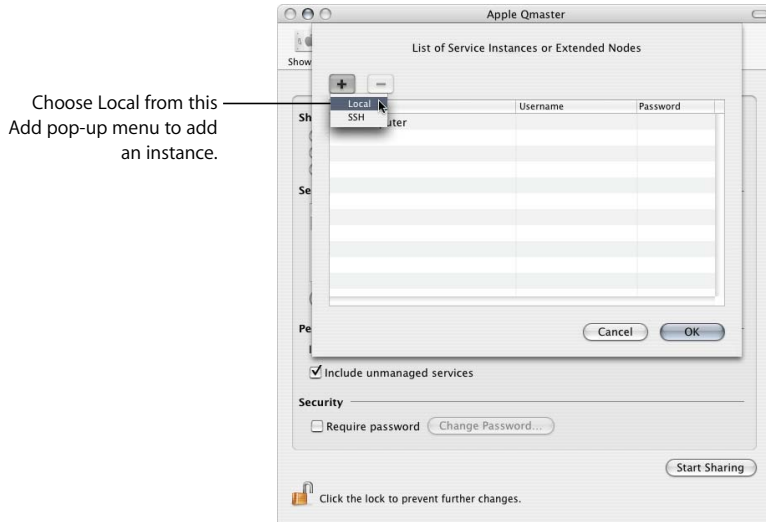 Apple Qmaster
Show
List of Service Instances or Extended Nodes
Choose Local from this
Add pop-up menu to add
an instance.
+
−
Local
SSH
Username
Password
Sh
uter
Se
Cancel
OK
Pe
Include unmanaged services
Security
Require password
Change Password...
Start Sharing
Click the lock to prevent further changes.